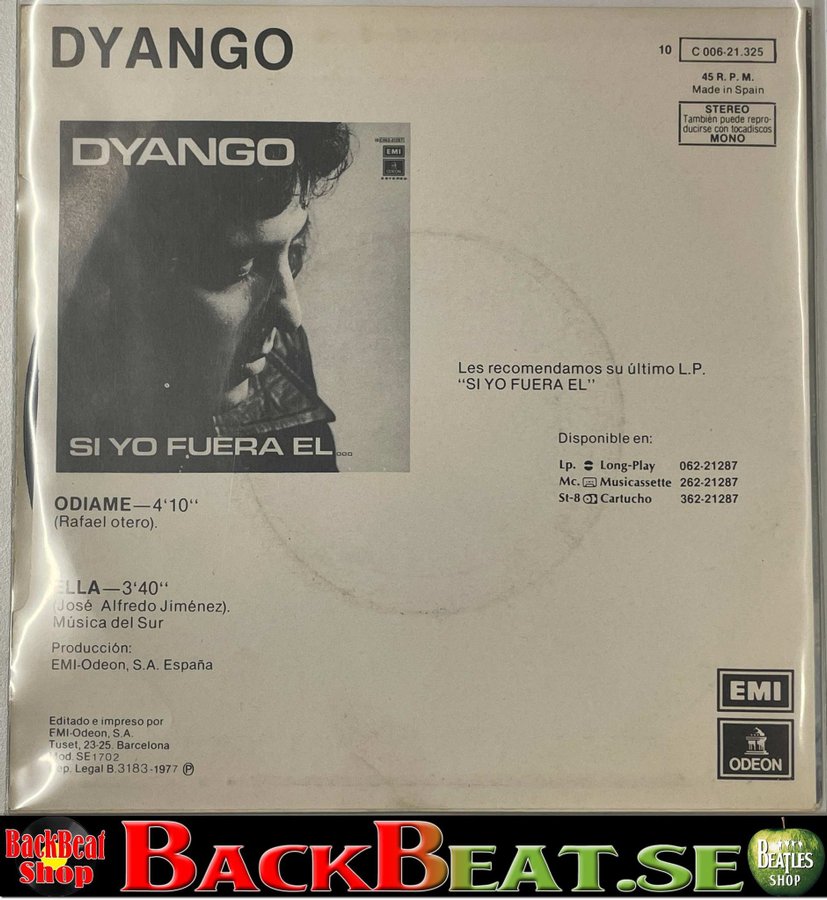 DYANGO
10 C 006-21.325
45 R. P. M.
Made in Spain
STEREO
También puede repro-
ducirse con tocadiscos
MONO
DYANGO
EMI
ODEON
STEREO
SI YO FUERA EL...
Les recomendamos su último L.P.
"SI YO FUERA EL"
Disponible en:
Lp. Long-Play 062-21287
Mc. Musicassette 262-21287
St-8 Cartucho 362-21287
ODIAME—4'10"
(Rafael otero).
ELLA—3'40"
(José Alfredo Jiménez).
Música del Sur
Producción:
EMI-Odeon, S.A. España
Editado e impreso por
EMI-Odeon, S.A.
Tuset, 23-25. Barcelona
Mod. SE1702
Dep. Legal B.3183-1977 Ⓟ
EMI
ODEON
BackBeat
Shop
BACKBEAT.SE
BEATLES
SHOP